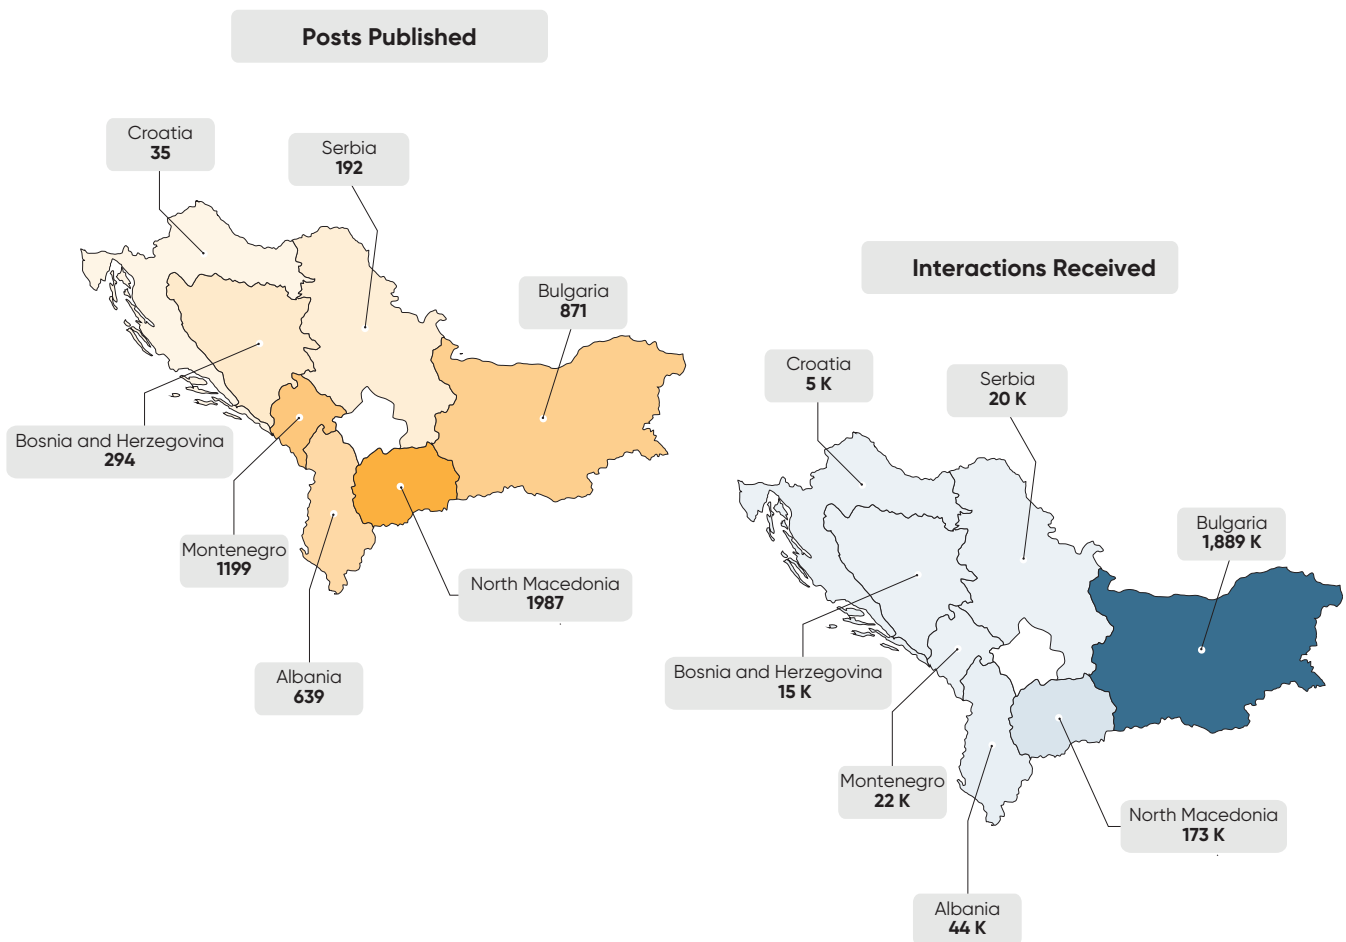 Posts Published
Croatia
35
Serbia
192
Bulgaria
871
Bosnia and Herzegovina
294
Montenegro
1199
North Macedonia
1987
Albania
639
Interactions Received
Croatia
5 K
Serbia
20 K
Bulgaria
1,889 K
Bosnia and Herzegovina
15 K
Montenegro
22 K
North Macedonia
173 K
Albania
44 K